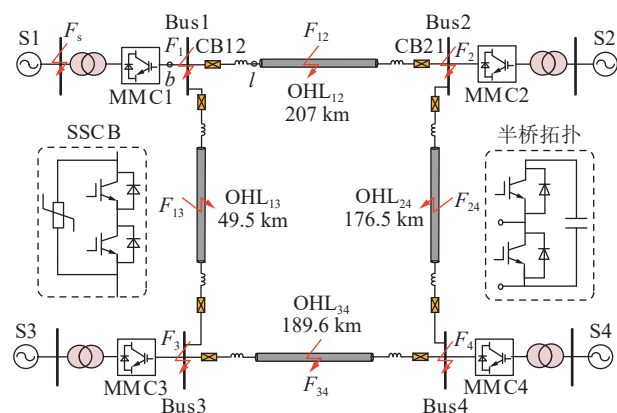 Bus1
Bus2
S1
Fs
F1
CB12
F12
CB21
F2
S2
MMC1
b
l
OHL12
207 km
MMC2
SSCB
半桥拓扑
F13
OHL13
49.5 km
OHL24
176.5 km
F24
S3
F3
OHL34
189.6 km
F4
S4
MMC3
F34
MMC4
Bus3
Bus4